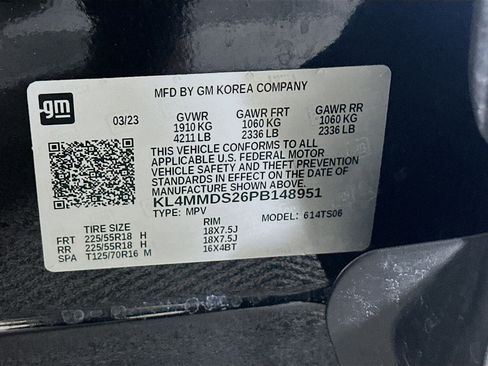 gm
MFD BY GM KOREA COMPANY
03/23 GVWR GAWR FRT GAWR RR
1910 KG 1060 KG 1060 KG
4211 LB 2336 LB 2336 LB
THIS VEHICLE CONFORMS TO ALL
APPLICABLE U.S. FEDERAL MOTOR
VEHICLE SAFETY AND THEFT PREVENTION
STANDARDS IN EFFECT ON THE DATE OF
MANUFACTURE SHOWN ABOVE.
KL4MMDS26PB148951
TYPE: MPV MODEL: 614TS06
TIRE SIZE RIM
FRT 225/55R18 H 18X7.5J
RR 225/55R18 H 18X7.5J
SPA T125/70R16 M 16X4BT